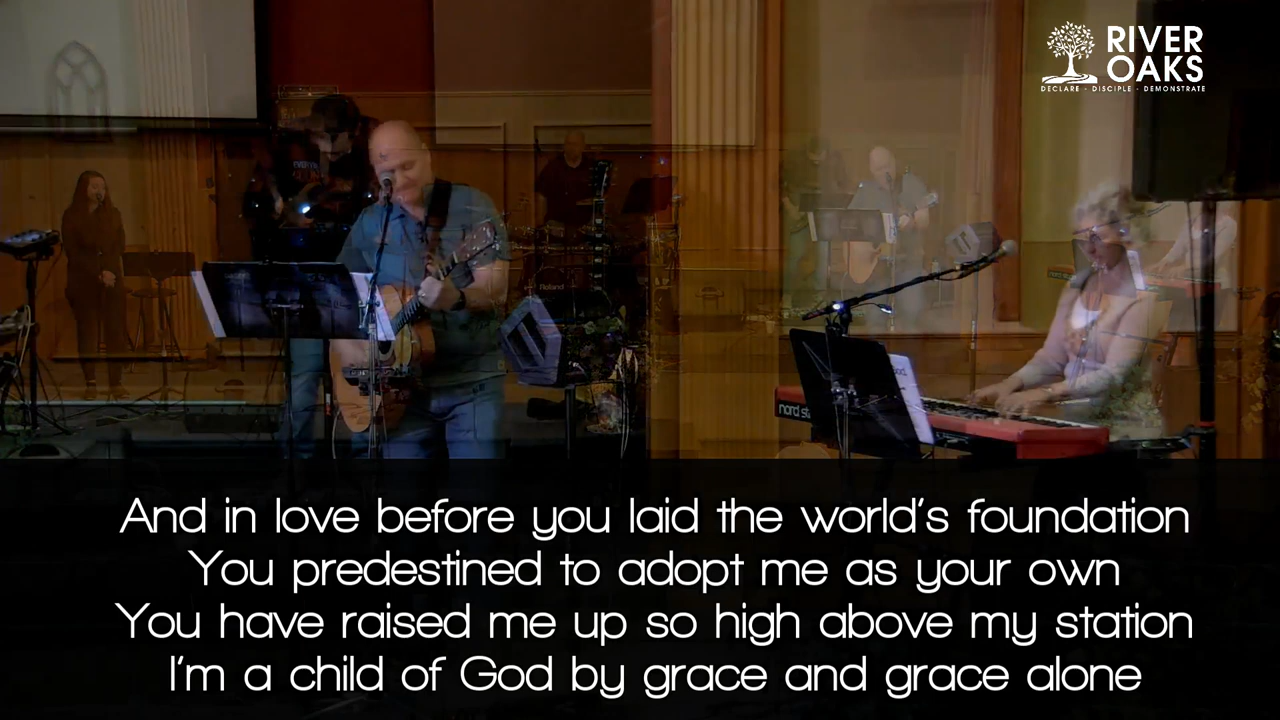 RIVER
OAKS
DECLARE • DISCIPLE • DEMONSTRATE
Roland
nord
And in love before you laid the world's foundation
You predestined to adopt me as your own
You have raised me up so high above my station
I'm a child of God by grace and grace alone